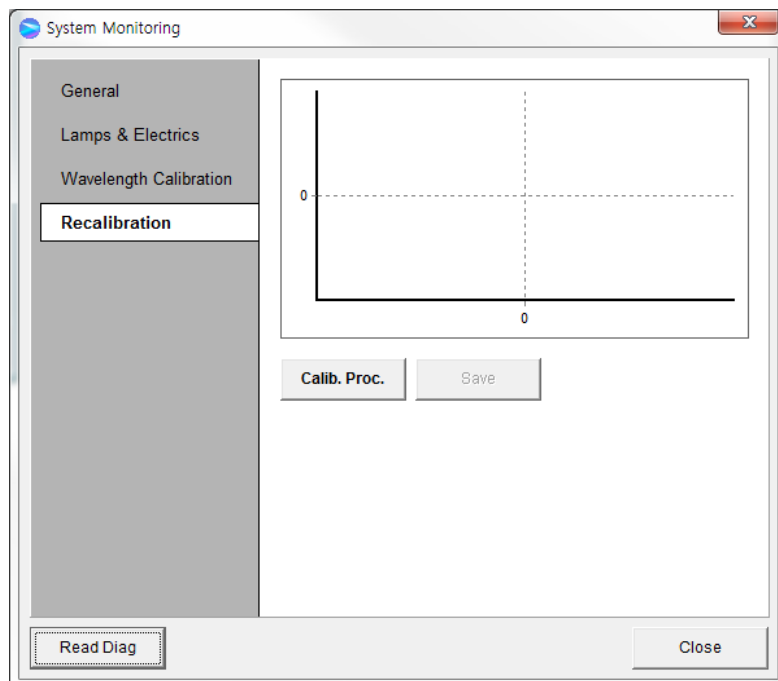 System Monitoring
General
Lamps & Electrics
Wavelength Calibration
Recalibration
0
0
Calib. Proc.
Save
Read Diag
Close